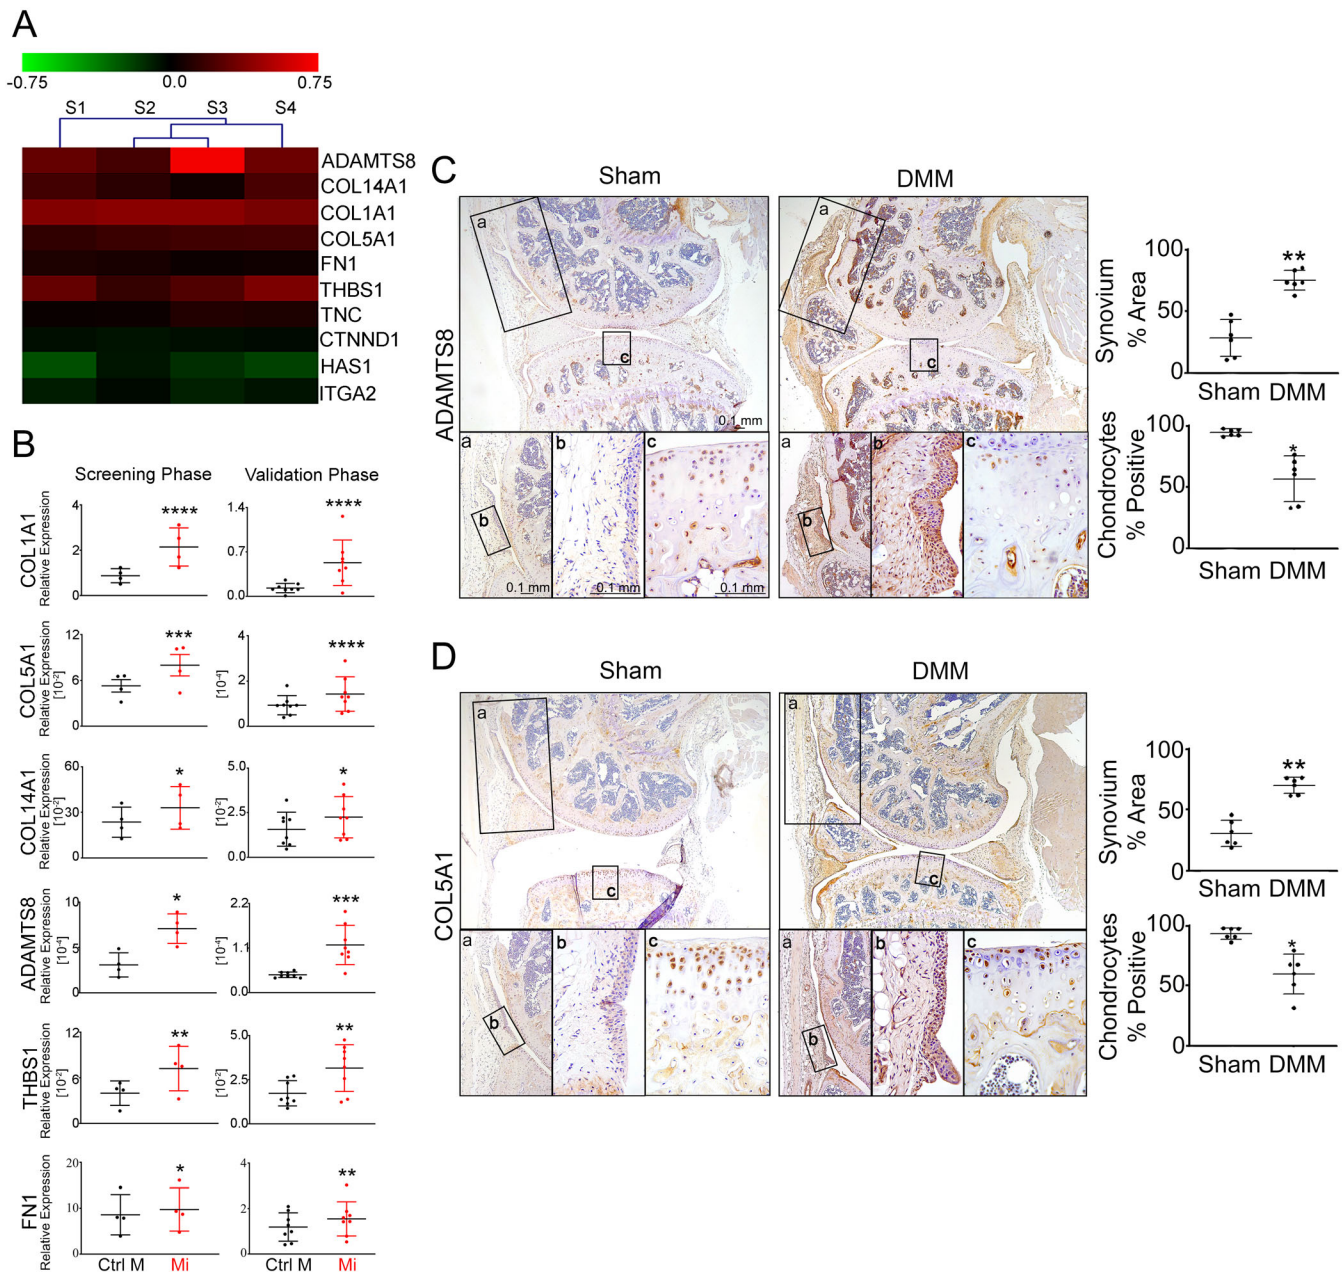 A
-0.75 0.0 0.75
S1 S2 S3 S4
ADAMTS8
COL14A1
COL1A1
COL5A1
FN1
THBS1
TNC
CTNND1
HAS1
ITGA2
B
Screening Phase Validation Phase
COL1A1
Relative Expression
4
2
0
****
1.4
0.7
0.0
****
COL5A1
Relative Expression
[10-2]
12
6
0
***
[10-4]
4
2
0
****
COL14A1
Relative Expression
[10-2]
60
30
0
*
[10-2]
5.0
2.5
0.0
*
ADAMTS8
Relative Expression
[10-4]
10
5
0
*
[10-4]
2.2
1.1
0.0
***
THBS1
Relative Expression
[10-2]
12
6
0
**
[10-2]
5.0
2.5
0.0
**
FN1
Relative Expression
20
10
0
*
4
2
0
**
Ctrl M Mi Ctrl M Mi
C
Sham DMM
ADAMTS8
a
c
0.1 mm
a
c
a
b
0.1 mm
b
0.1 mm
c
0.1 mm
a
b
b
c
Synovium
% Area
100
50
0
**
Sham DMM
Chondrocytes
% Positive
100
50
0
*
Sham DMM
D
Sham DMM
COL5A1
a
c
a
c
a
b
b
c
a
b
b
c
Synovium
% Area
100
50
0
**
Sham DMM
Chondrocytes
% Positive
100
50
0
*
Sham DMM